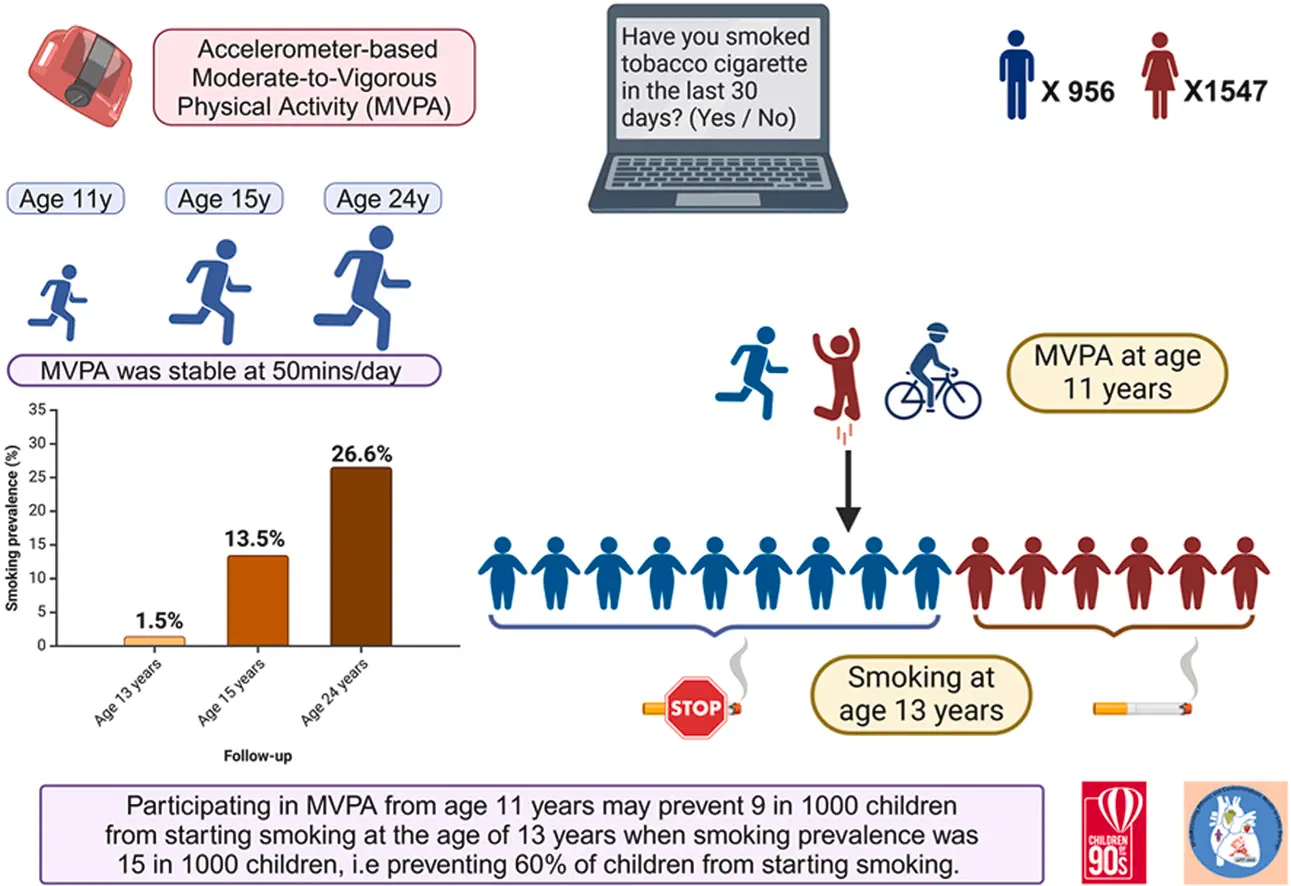 Accelerometer-based
Moderate-to-Vigorous
Physical Activity (MVPA)
Have you smoked
tobacco cigarette
in the last 30
days? (Yes / No)
X 956
X1547
Age 11y
Age 15y
Age 24y
MVPA was stable at 50mins/day
Smoking prevalence (%)
35
30
25
20
15
10
5
0
1.5%
13.5%
26.6%
Age 13 years
Age 15 years
Age 24 years
Follow-up
MVPA at age
11 years
STOP
Smoking at
age 13 years
Participating in MVPA from age 11 years may prevent 9 in 1000 children
from starting smoking at the age of 13 years when smoking prevalence was
15 in 1000 children, i.e preventing 60% of children from starting smoking.
CHILDREN
OF THE
90s